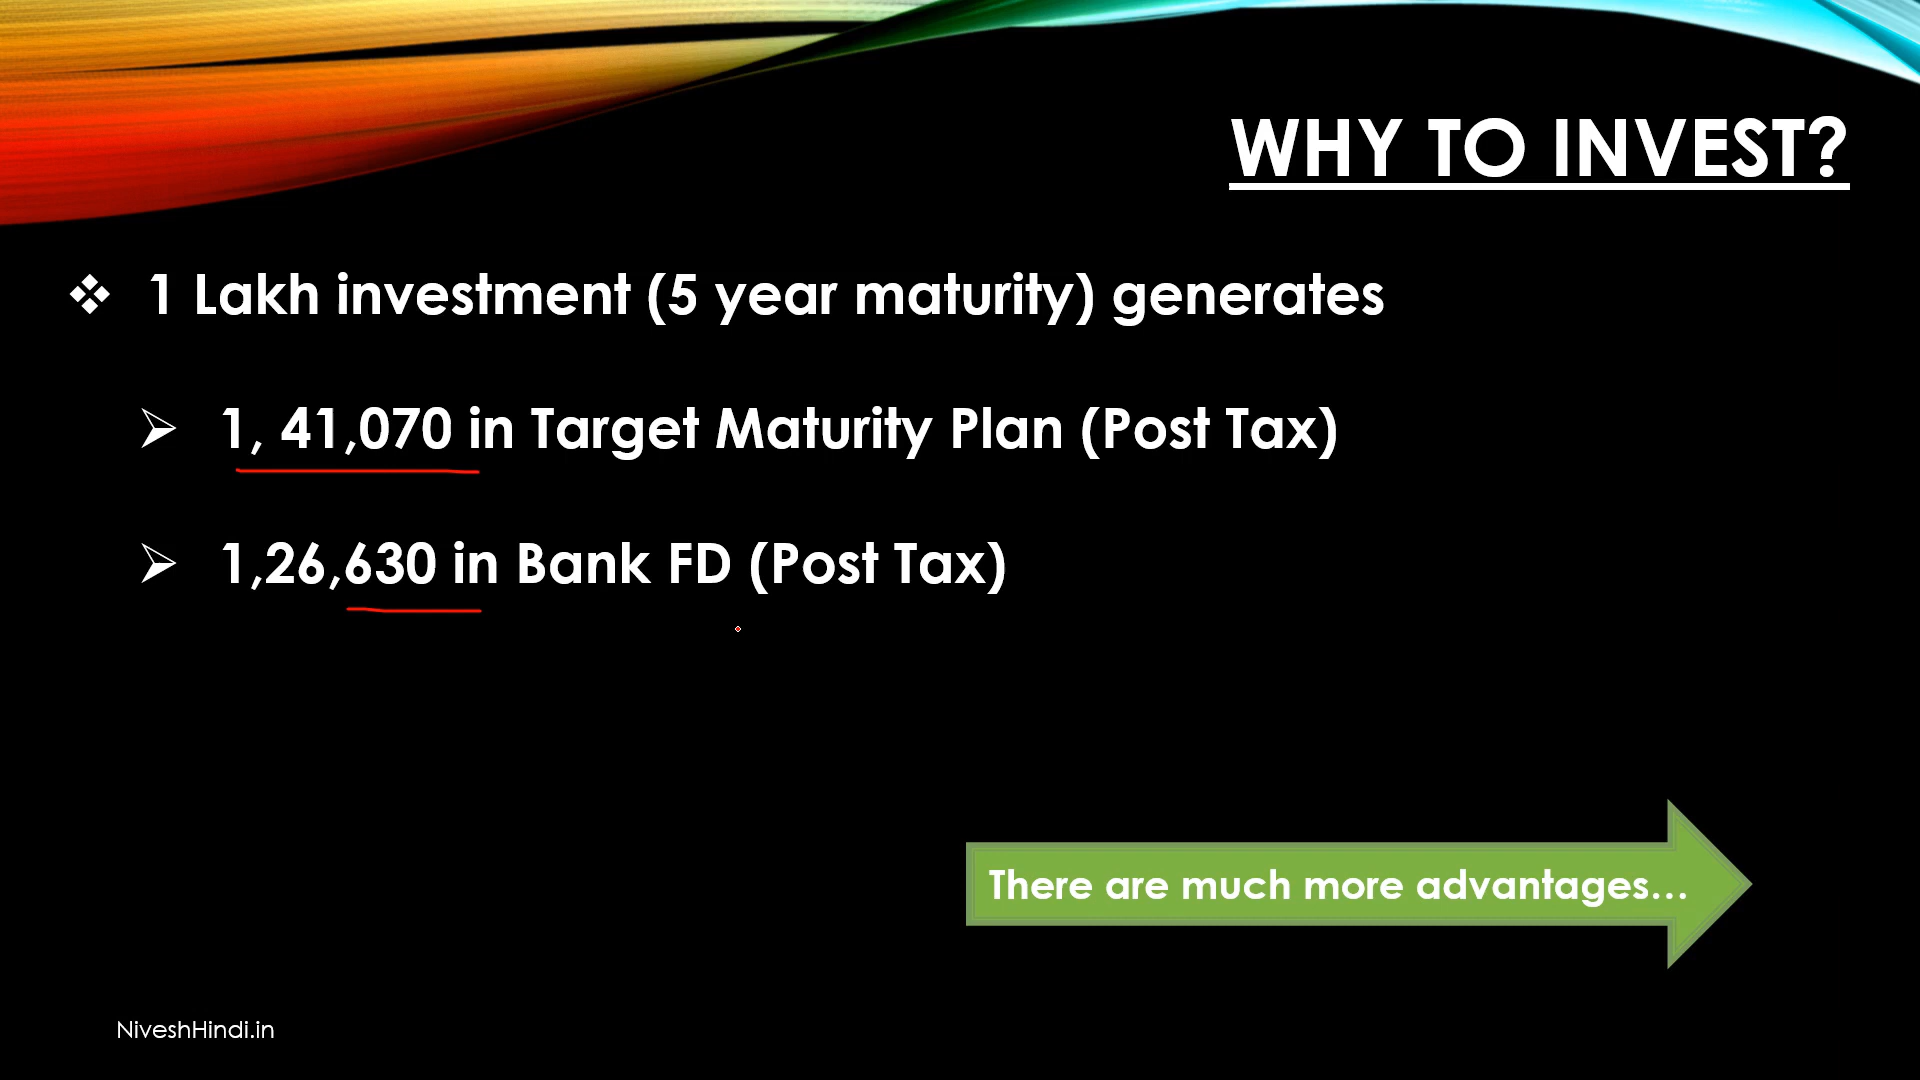 WHY TO INVEST?
❖ 1 Lakh investment (5 year maturity) generates
➢ 1, 41,070 in Target Maturity Plan (Post Tax)
➢ 1,26,630 in Bank FD (Post Tax)
There are much more advantages...
NiveshHindi.in